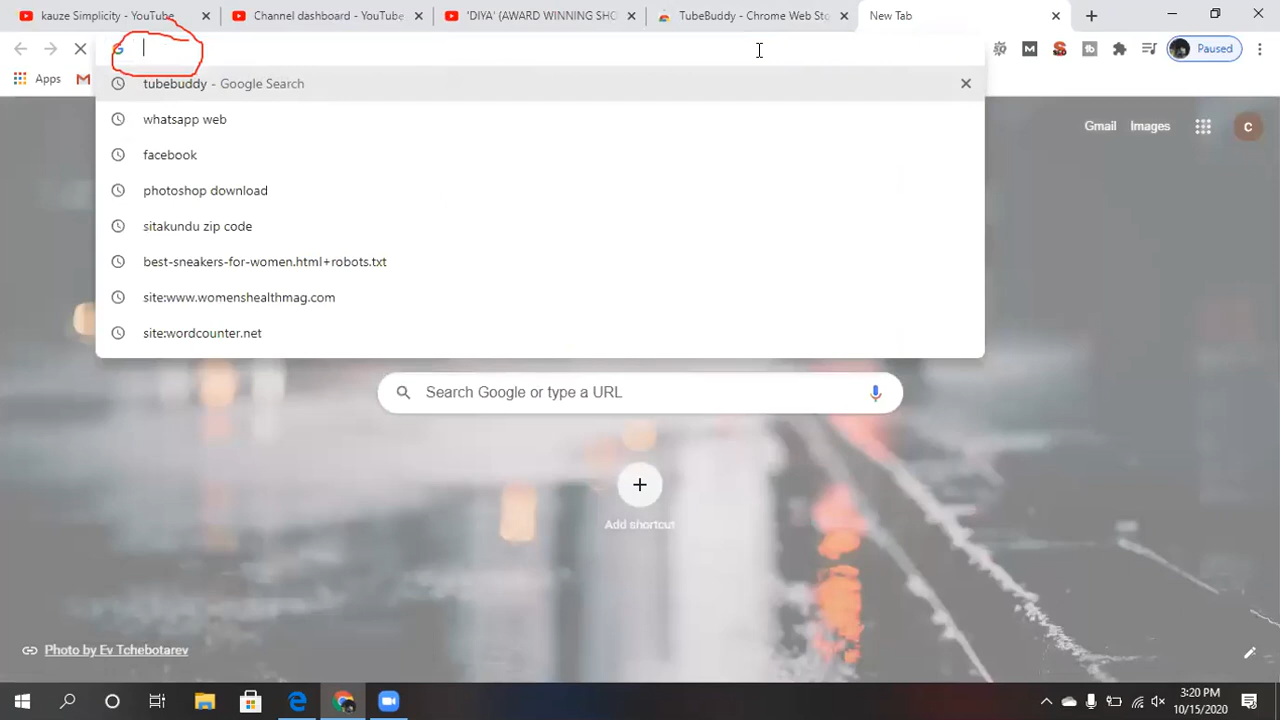 kauze Simplicity - YouTube
Channel dashboard - YouTube
'DIYA' (AWARD WINNING SHO
TubeBuddy - Chrome Web Sto
New Tab
Paused
Apps
tubebuddy - Google Search
whatsapp web
facebook
photoshop download
sitakundu zip code
best-sneakers-for-women.html+robots.txt
site:www.womenshealthmag.com
site:wordcounter.net
Gmail Images
C
Search Google or type a URL
Add shortcut
Photo by Ev Tchebotarev
3:20 PM
10/15/2020